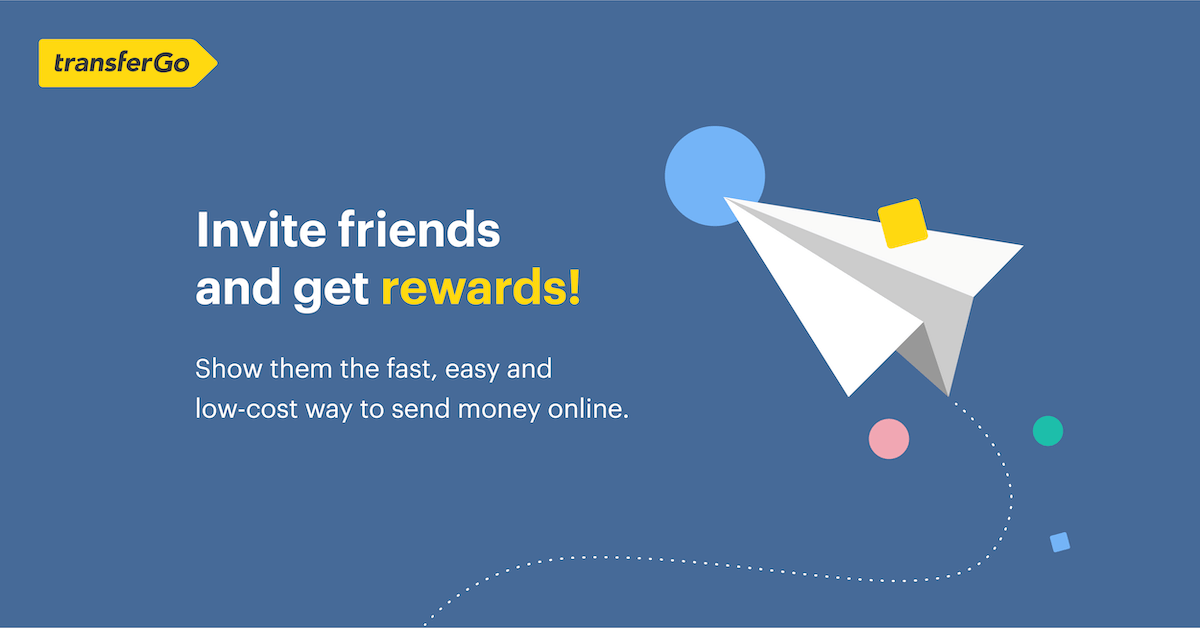 transferGo
Invite friends
and get rewards!
Show them the fast, easy and
low-cost way to send money online.